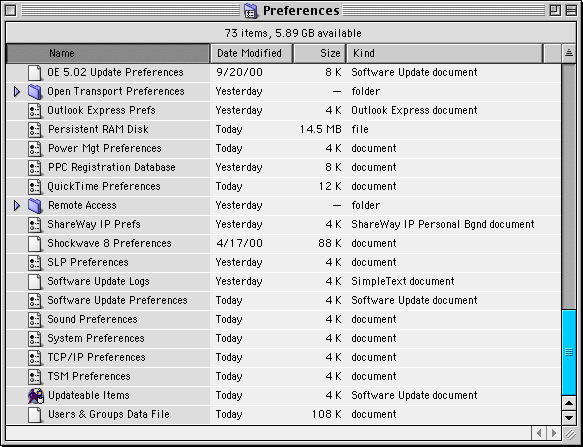 Preferences
73 items, 5.89 GB available
Name Date Modified Size Kind
OE 5.02 Update Preferences 9/20/00 8 K Software Update document
Open Transport Preferences Yesterday — folder
Outlook Express Prefs Yesterday 4 K Outlook Express document
Persistent RAM Disk Today 14.5 MB file
Power Mgt Preferences Today 4 K document
PPC Registration Database Yesterday 8 K document
QuickTime Preferences Today 12 K document
Remote Access Yesterday — folder
ShareWay IP Prefs Yesterday 4 K ShareWay IP Personal Bgnd document
Shockwave 8 Preferences 4/17/00 88 K document
SLP Preferences Yesterday 4 K document
Software Update Logs Yesterday 4 K SimpleText document
Software Update Preferences Today 4 K Software Update document
Sound Preferences Today 4 K document
System Preferences Today 4 K document
TCP/IP Preferences Today 4 K document
TSM Preferences Today 4 K document
Updateable Items Today 4 K Software Update document
Users & Groups Data File Today 108 K document